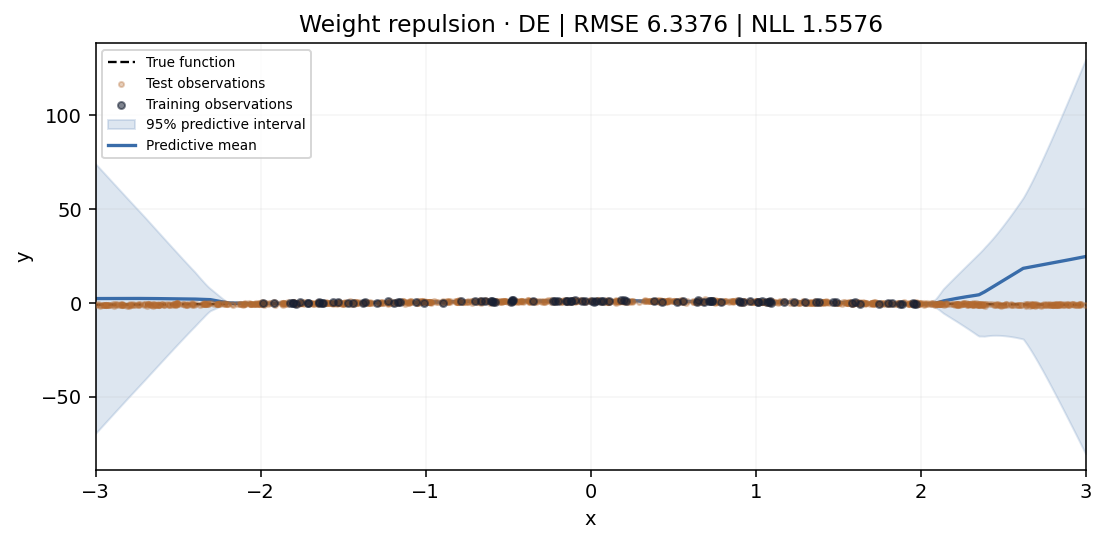 Weight repulsion · DE | RMSE 6.3376 | NLL 1.5576
True function
Test observations
Training observations
95% predictive interval
Predictive mean
y
100
50
0
−50
−3
−2
−1
0
1
2
3
x